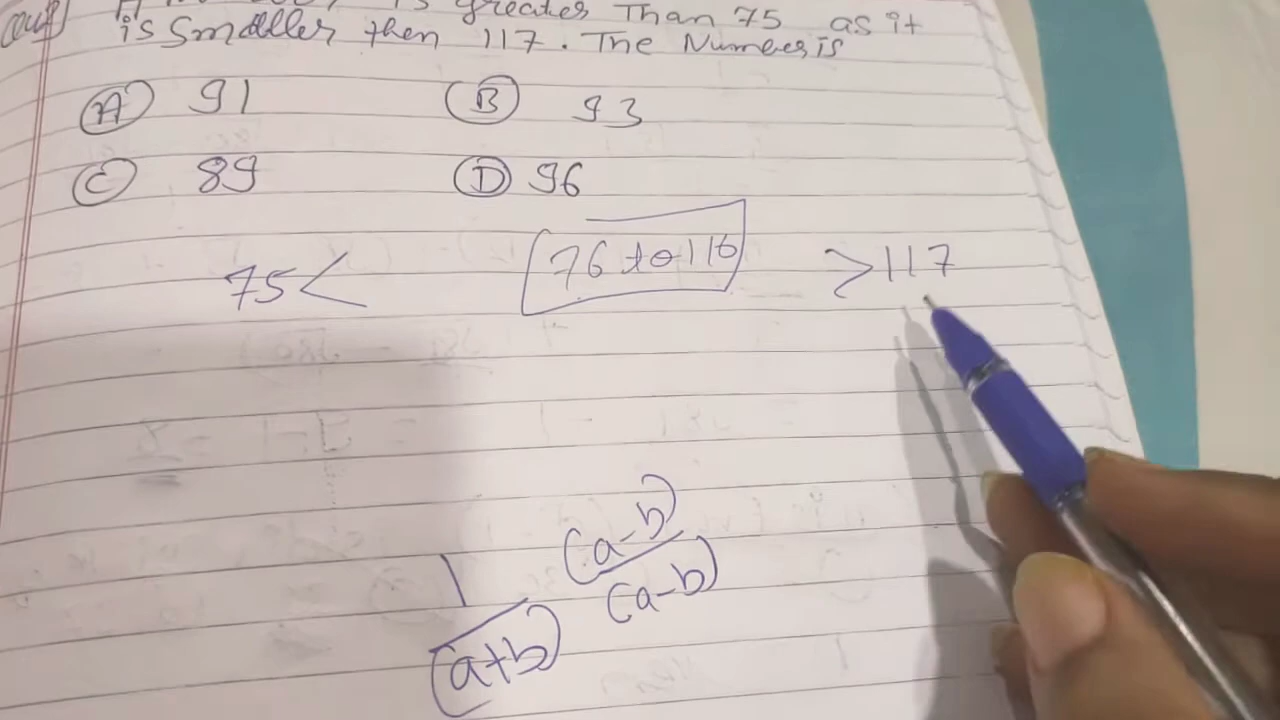 is greater Than 75 as it
is Smaller then 117. The Number is
(A) 91 (B) 93
(C) 89 (D) 96
75 < 76 to 116 > 117
(a-b)
(a+b) (a-b)